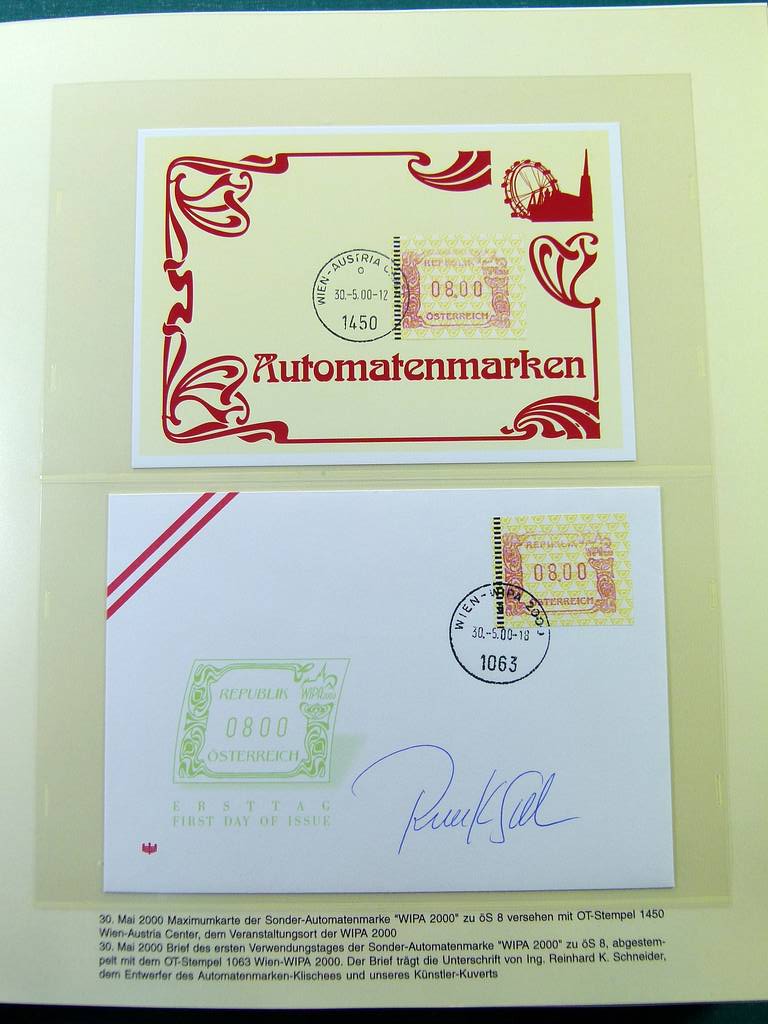 WIEN-AUSTRIA C
30.-5.00-12
1450
REPUBLIK
08.00
ÖSTERREICH
Automatenmarken
REPUBLIK
08.00
ÖSTERREICH
WIEN-WIPA 2000
30.-5.00-18
1063
REPUBLIK
WIPA2000
0800
ÖSTERREICH
ERSTTAG
FIRST DAY OF ISSUE
30. Mai 2000 Maximumkarte der Sonder-Automatenmarke "WIPA 2000" zu öS 8 versehen mit OT-Stempel 1450
Wien-Austria Center, dem Veranstaltungsort der WIPA 2000
30. Mai 2000 Brief des ersten Verwendungstages der Sonder-Automatenmarke "WIPA 2000" zu öS 8, abgestem-
pelt mit dem OT-Stempel 1063 Wien-WIPA 2000. Der Brief trägt die Unterschrift von Ing. Reinhard K. Schneider,
dem Entwerfer des Automatenmarken-Klischees und unseres Künstler-Kuverts